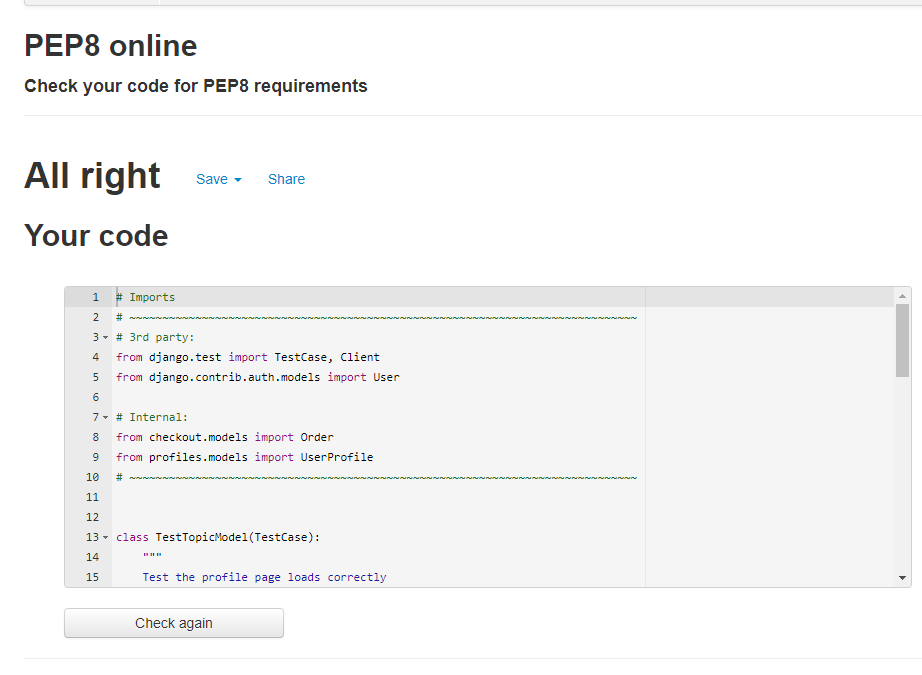 PEP8 online
Check your code for PEP8 requirements
All right Save Share
Your code
1 # Imports
2 # ~~~~~~~~~~~~~~~~~~~~~~~~~~~~~~~~~~~~~~~~~~~~~~~~~~~~~~~~~~~~~~~~~~~~~~~~~~~~~
3 # 3rd party:
4 from django.test import TestCase, Client
5 from django.contrib.auth.models import User
6
7 # Internal:
8 from checkout.models import Order
9 from profiles.models import UserProfile
10 # ~~~~~~~~~~~~~~~~~~~~~~~~~~~~~~~~~~~~~~~~~~~~~~~~~~~~~~~~~~~~~~~~~~~~~~~~~~~~~
11
12
13 class TestTopicModel(TestCase):
14     """
15     Test the profile page loads correctly
Check again